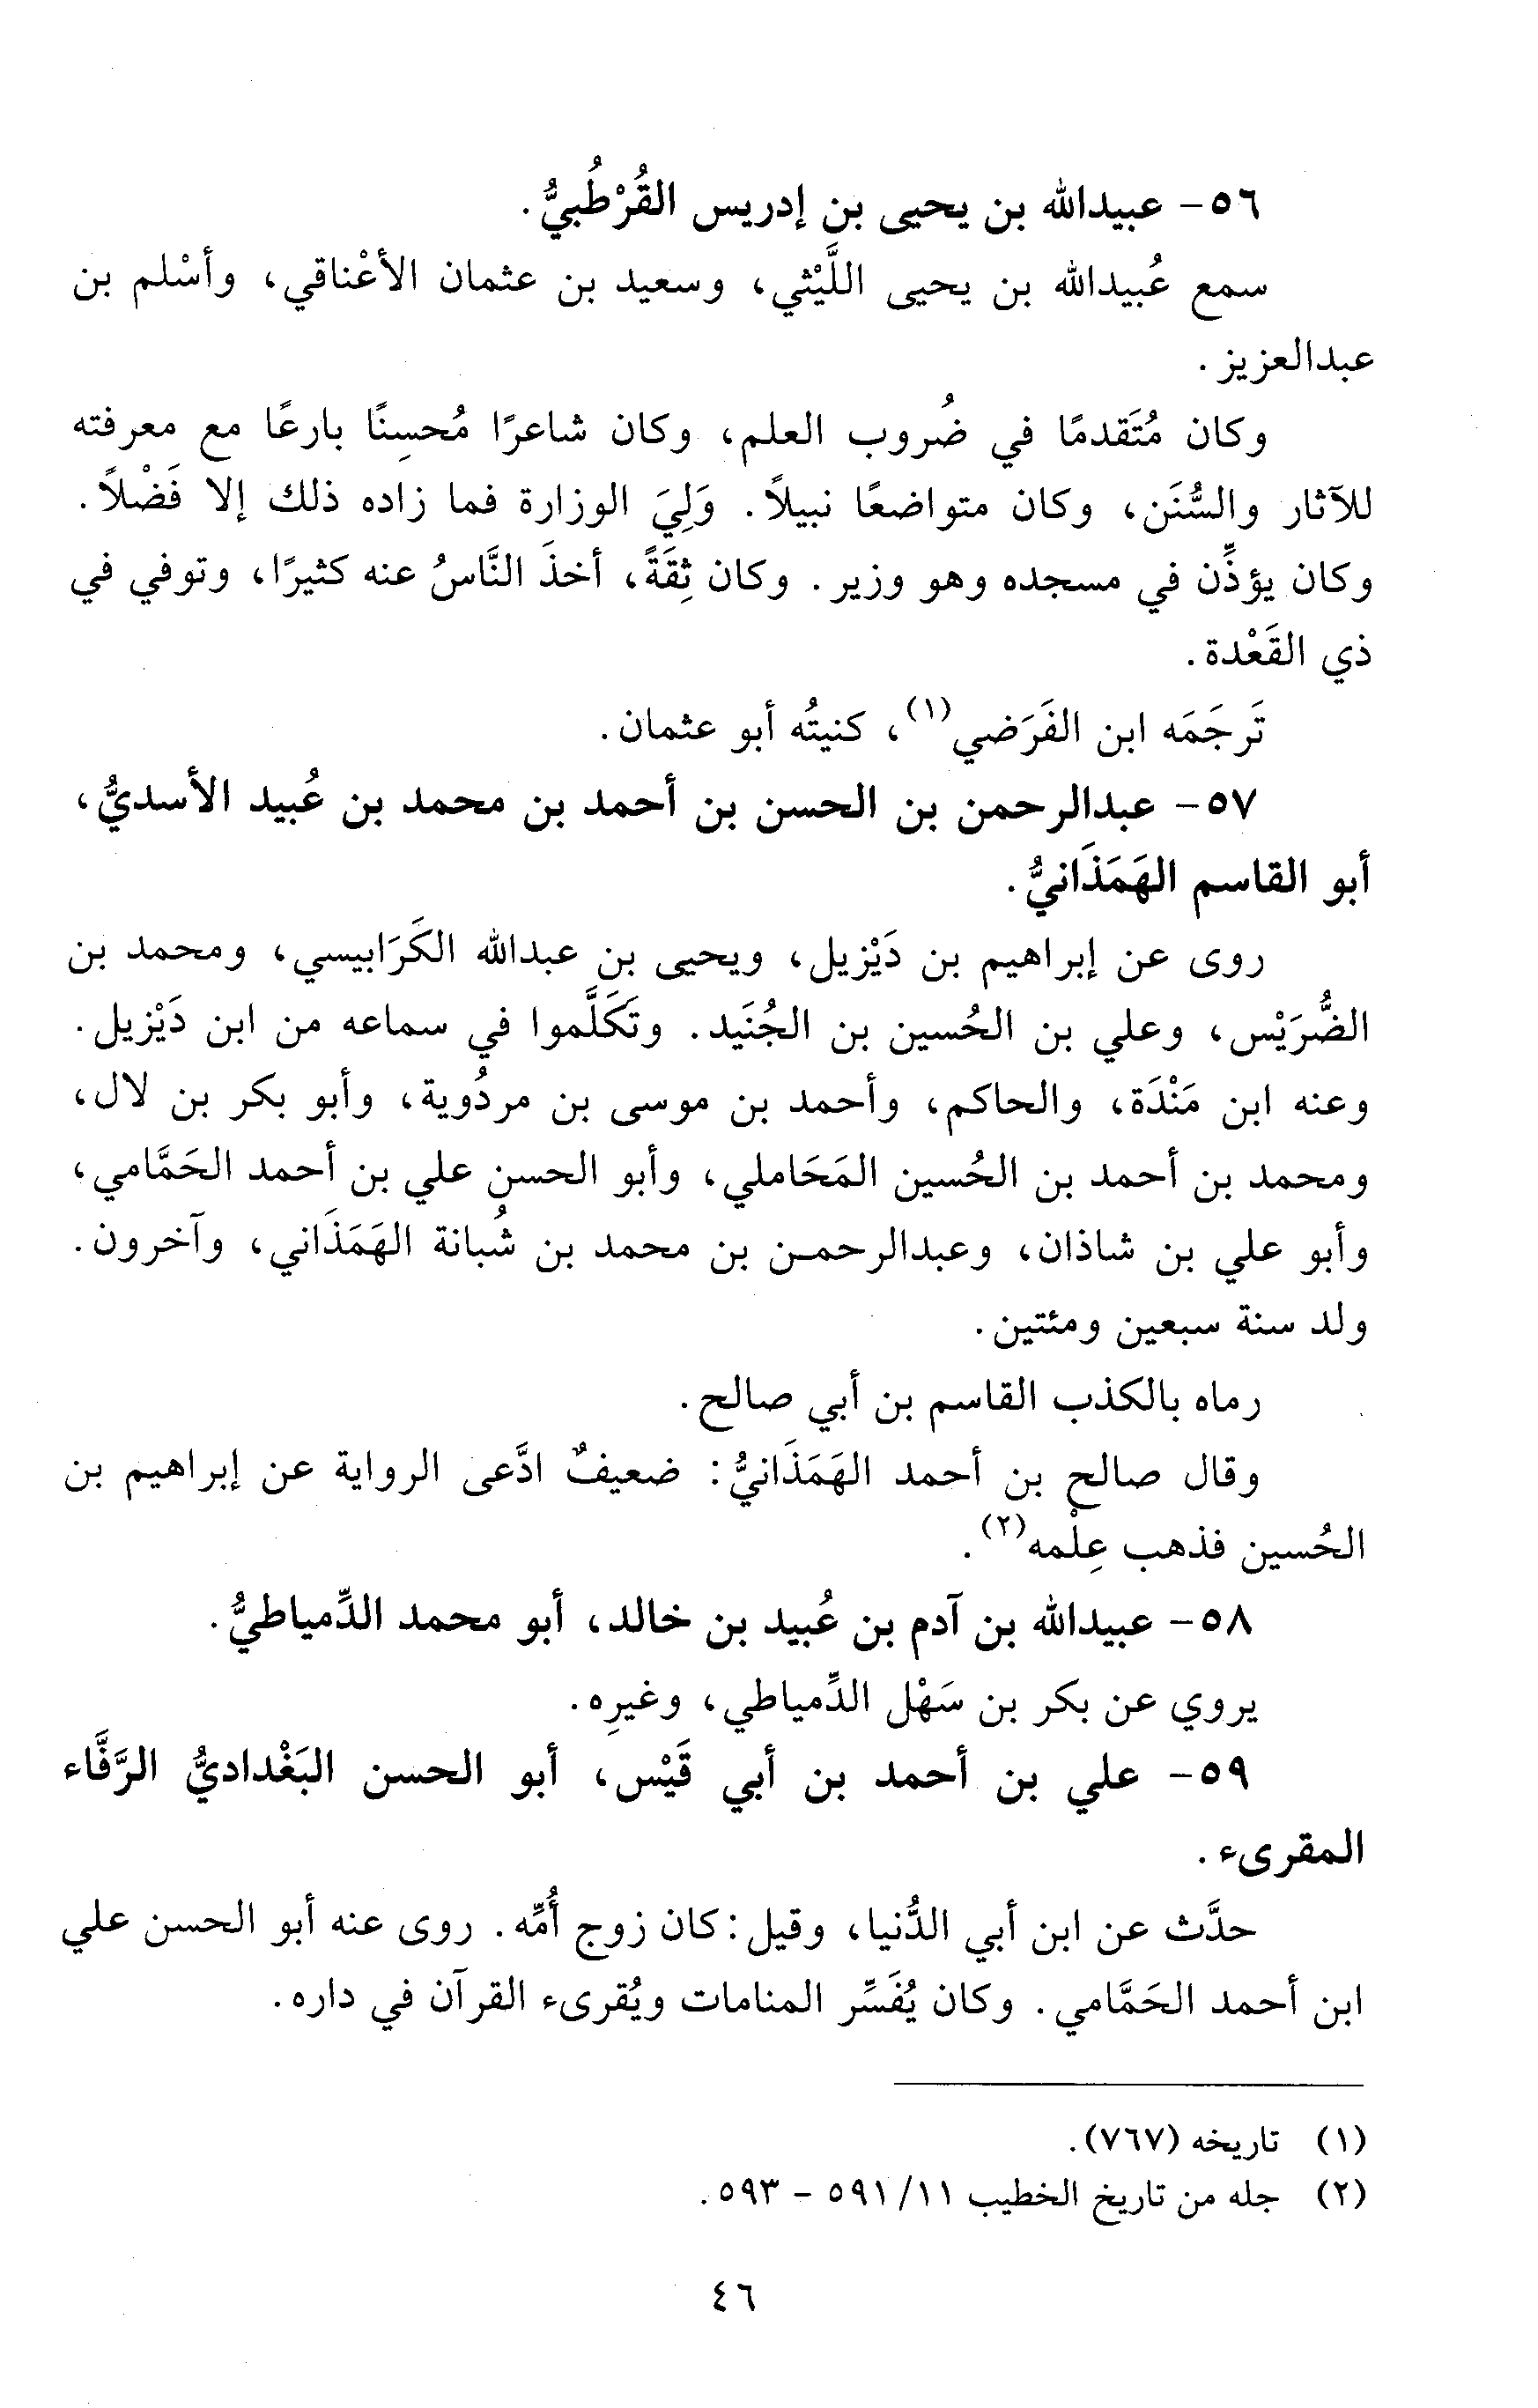 ٥٦- عبيدالله بن يحيى بن إدريس القُرْطُبيُّ.
سمع عُبيدالله بن يحيى اللَّيْثي، وسعيد بن عثمان الأعْناقي، وأسْلم بن
عبدالعزيز.
وكان مُتَقدمًا في ضُروب العلم، وكان شاعرًا مُحسِنًا بارعًا مع معرفته
للآثار والسُّنَن، وكان متواضعًا نبيلاً. وَلِيَ الوزارة فما زاده ذلك إلا فَضْلاً.
وكان يؤذِّن في مسجده وهو وزير. وكان ثِقَةً، أخذَ النَّاسُ عنه كثيرًا، وتوفي في
ذي القَعْدة.
تَرجَمَه ابن الفَرَضي(١)، كنيتُه أبو عثمان.
٥٧- عبدالرحمن بن الحسن بن أحمد بن محمد بن عُبيد الأسديُّ،
أبو القاسم الهَمَذَانيُّ.
روى عن إبراهيم بن دَيْزيل، ويحيى بن عبدالله الكَرَابيسي، ومحمد بن
الضُّرَيْس، وعلي بن الحُسين بن الجُنَيد. وتَكَلَّموا في سماعه من ابن دَيْزيل.
وعنه ابن مَنْدَة، والحاكم، وأحمد بن موسى بن مردُوية، وأبو بكر بن لال،
ومحمد بن أحمد بن الحُسين المَحَاملي، وأبو الحسن علي بن أحمد الحَمَّامي،
وأبو علي بن شاذان، وعبدالرحمـن بن محمد بن شُبانة الهَمَذَاني، وآخرون.
ولد سنة سبعين ومئتين.
رماه بالكذب القاسم بن أبي صالح.
وقال صالح بن أحمد الهَمَذَانيُّ: ضعيفٌ ادَّعى الرواية عن إبراهيم بن
الحُسين فذهب عِلْمه(٢).
٥٨- عبيدالله بن آدم بن عُبيد بن خالد، أبو محمد الدِّمياطيُّ.
يروي عن بكر بن سَهْل الدِّمياطي، وغيرِه.
٥٩- علي بن أحمد بن أبي قَيْس، أبو الحسن البَغْداديُّ الرَّفَّاء
المقرىء.
حدَّث عن ابن أبي الدُّنيا، وقيل: كان زوج أُمِّه. روى عنه أبو الحسن علي
ابن أحمد الحَمَّامي. وكان يُفَسِّر المنامات ويُقرىء القرآن في داره.
(١) تاريخه (٧٦٧).
(٢) جله من تاريخ الخطيب ١١/ ٥٩١ - ٥٩٣.
٤٦